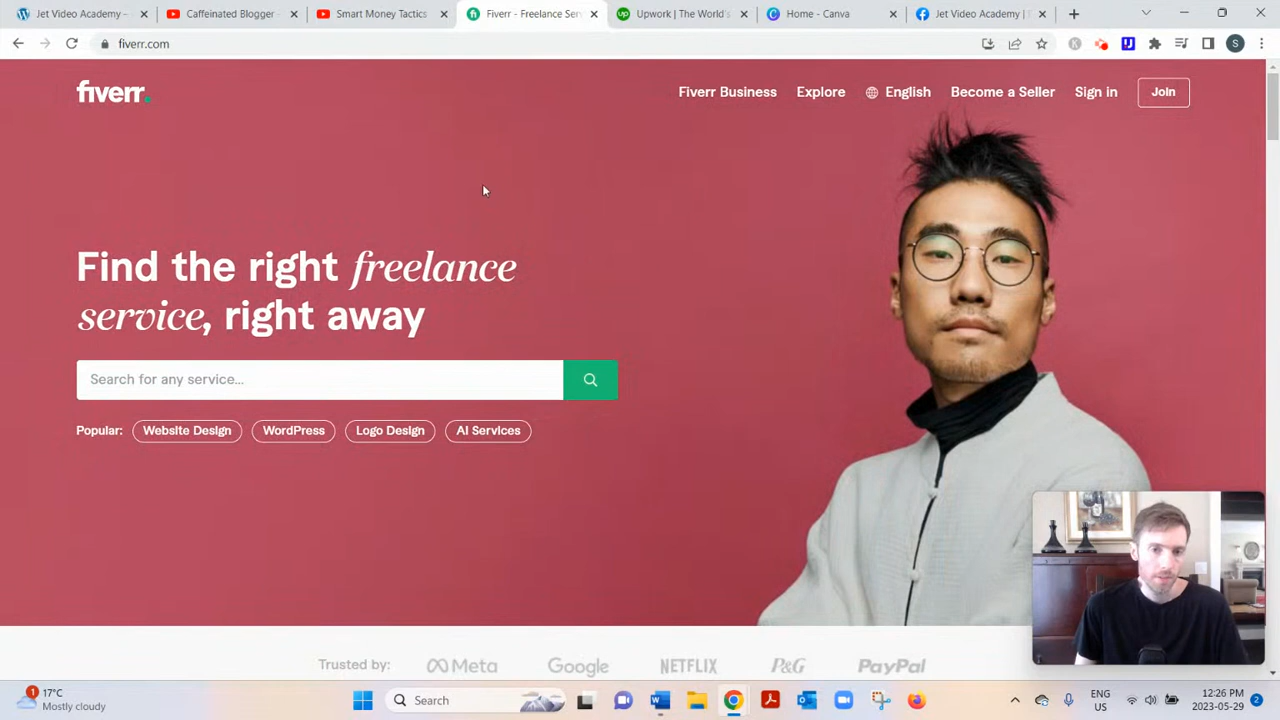 Jet Video Academy
Caffeinated Blogger
Smart Money Tactics
Fiverr - Freelance Serv
Upwork | The World's
Home - Canva
Jet Video Academy |
fiverr.com
S
fiverr.
Fiverr Business
Explore
English
Become a Seller
Sign in
Join
Find the right freelance
service, right away
Search for any service...
Popular:
Website Design
WordPress
Logo Design
AI Services
Trusted by:
Meta
Google
NETFLIX
P&G
PayPal
1
17°C
Mostly cloudy
Search
ENG
US
12:26 PM
2023-05-29
2